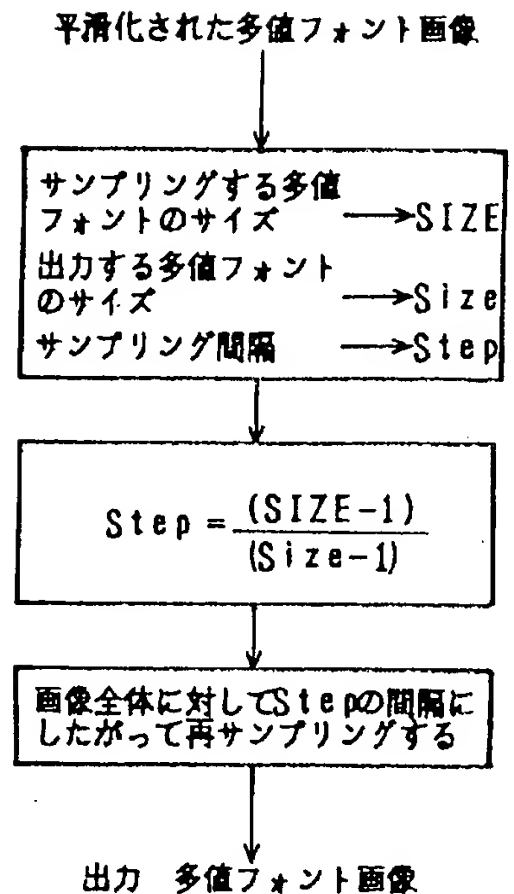 平滑化された多値フォント画像
サンプリングする多値
フォントのサイズ ⟶SIZE
出力する多値フォント
のサイズ ⟶Size
サンプリング間隔 ⟶Step
Step=(SIZE-1)
(Size-1)
画像全体に対してStepの間隔に
したがって再サンプリングする
出力 多値フォント画像